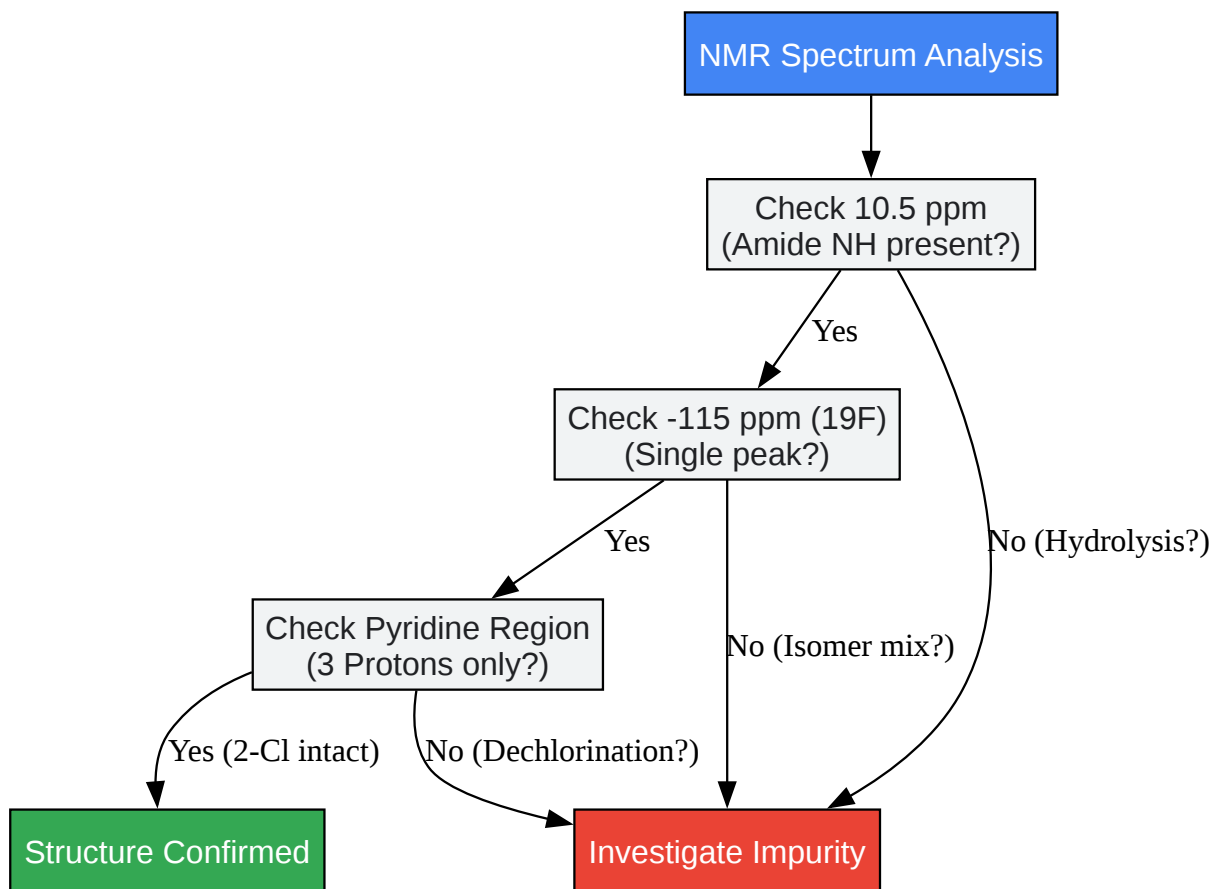 NMR Spectrum Analysis
Check 10.5 ppm
(Amide NH present?)
Yes
Check -115 ppm (19F)
(Single peak?)
Yes
No (Hydrolysis?)
Check Pyridine Region
(3 Protons only?)
No (Isomer mix?)
Yes (2-Cl intact)
No (Dechlorination?)
Structure Confirmed
Investigate Impurity